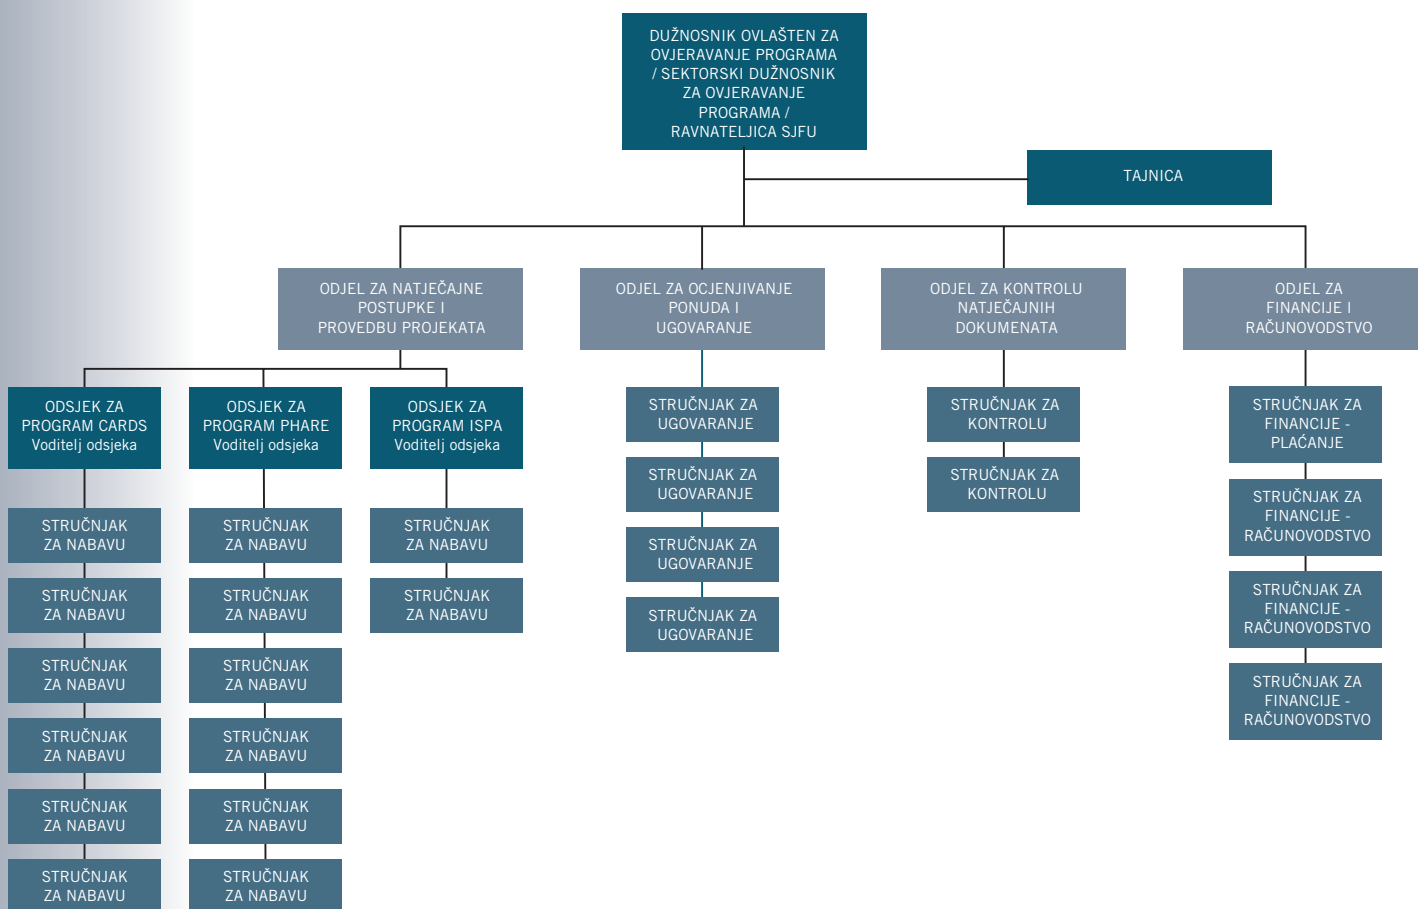 DUŽNOSNIK OVLAŠTEN ZA
OVJERAVANJE PROGRAMA
/ SEKTORSKI DUŽNOSNIK
ZA OVJERAVANJE
PROGRAMA /
RAVNATELJICA SJFU
TAJNICA
ODJEL ZA NATJEČAJNE
POSTUPKE I
PROVEDBU PROJEKATA
ODJEL ZA OCJENJIVANJE
PONUDA I
UGOVARANJE
ODJEL ZA KONTROLU
NATJEČAJNIH
DOKUMENATA
ODJEL ZA
FINANCIJE I
RAČUNOVODSTVO
ODSJEK ZA
PROGRAM CARDS
Voditelj odsjeka
STRUČNJAK
ZA NABAVU
STRUČNJAK
ZA NABAVU
STRUČNJAK
ZA NABAVU
STRUČNJAK
ZA NABAVU
STRUČNJAK
ZA NABAVU
STRUČNJAK
ZA NABAVU
ODSJEK ZA
PROGRAM PHARE
Voditelj odsjeka
STRUČNJAK
ZA NABAVU
STRUČNJAK
ZA NABAVU
STRUČNJAK
ZA NABAVU
STRUČNJAK
ZA NABAVU
STRUČNJAK
ZA NABAVU
STRUČNJAK
ZA NABAVU
ODSJEK ZA
PROGRAM ISPA
Voditelj odsjeka
STRUČNJAK
ZA NABAVU
STRUČNJAK
ZA NABAVU
STRUČNJAK ZA
UGOVARANJE
STRUČNJAK ZA
UGOVARANJE
STRUČNJAK ZA
UGOVARANJE
STRUČNJAK ZA
UGOVARANJE
STRUČNJAK ZA
KONTROLU
STRUČNJAK ZA
KONTROLU
STRUČNJAK ZA
FINANCIJE -
PLAĆANJE
STRUČNJAK ZA
FINANCIJE -
RAČUNOVODSTVO
STRUČNJAK ZA
FINANCIJE -
RAČUNOVODSTVO
STRUČNJAK ZA
FINANCIJE -
RAČUNOVODSTVO